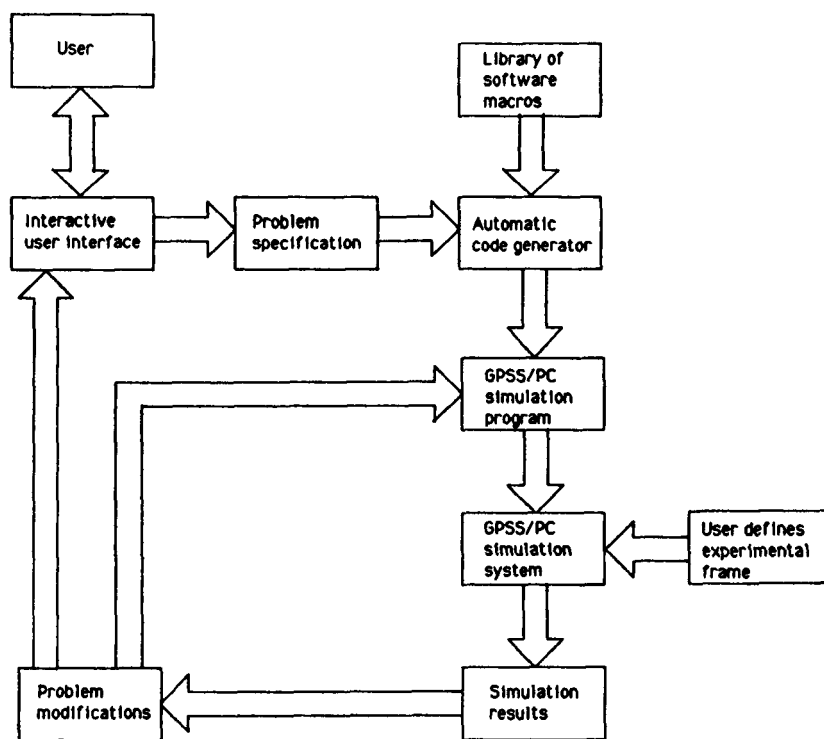 User
Library of
software
macros
Interactive
user interface
Problem
specification
Automatic
code generator
GPSS/PC
simulation
program
GPSS/PC
simulation
system
User defines
experimental
frame
Problem
modifications
Simulation
results